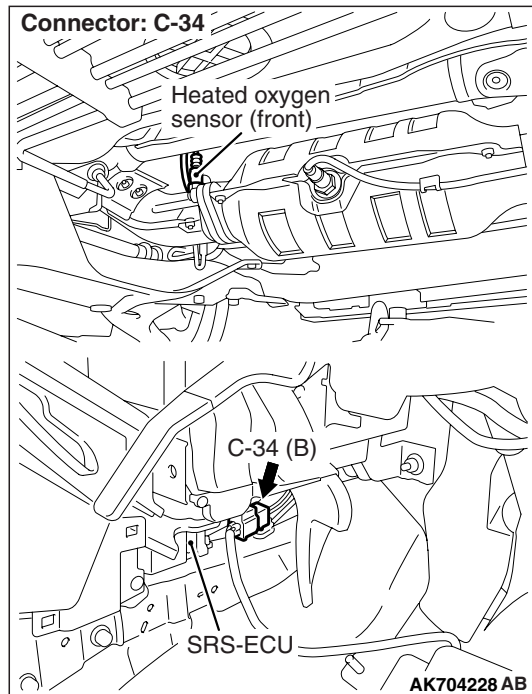 Connector: C-34
Heated oxygen
sensor (front)
C-34 (B)
SRS-ECU
AK704228 AB